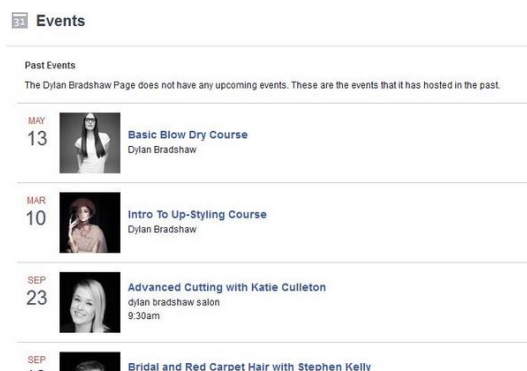 31 Events
Past Events
The Dylan Bradshaw Page does not have any upcoming events. These are the events that it has hosted in the past.
MAY
13
Basic Blow Dry Course
Dylan Bradshaw
MAR
10
Intro To Up-Styling Course
Dylan Bradshaw
SEP
23
Advanced Cutting with Katie Culleton
dylan bradshaw salon
9:30am
SEP
Bridal and Red Carpet Hair with Stephen Kelly